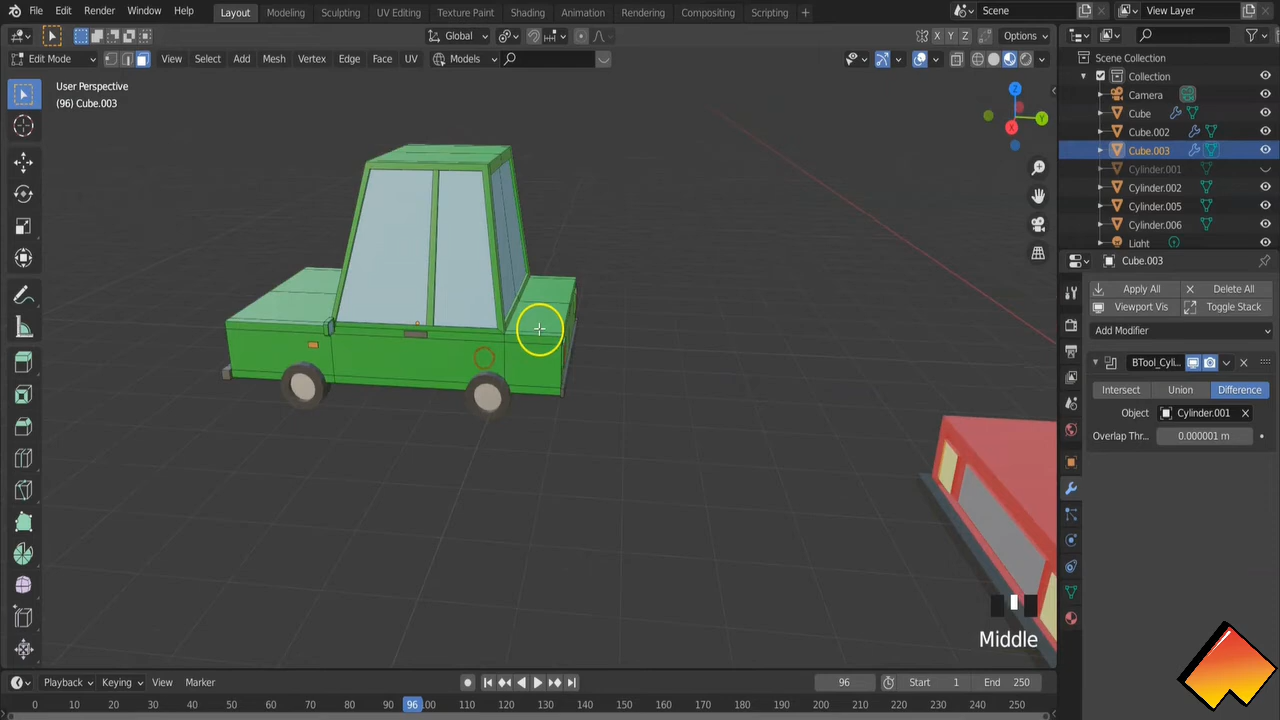 File Edit Render Window Help Layout Modeling Sculpting UV Editing Texture Paint Shading Animation Rendering Compositing Scripting + Scene View Layer
Global X Y Z Options
Edit Mode View Select Add Mesh Vertex Edge Face UV Models
User Perspective
(96) Cube.003
Z
Y
X
Scene Collection
Collection
Camera
Cube
Cube.002
Cube.003
Cylinder.001
Cylinder.002
Cylinder.005
Cylinder.006
Light
Cube.003
Apply All Delete All
Viewport Vis Toggle Stack
Add Modifier
BTool_Cyli..
Intersect Union Difference
Object Cylinder.001
Overlap Thr... 0.000001 m
Middle
Playback Keying View Marker 96 Start 1 End 250
0 10 20 30 40 50 60 70 80 90 96 100 110 120 130 140 150 160 170 180 190 200 210 220 230 240 250